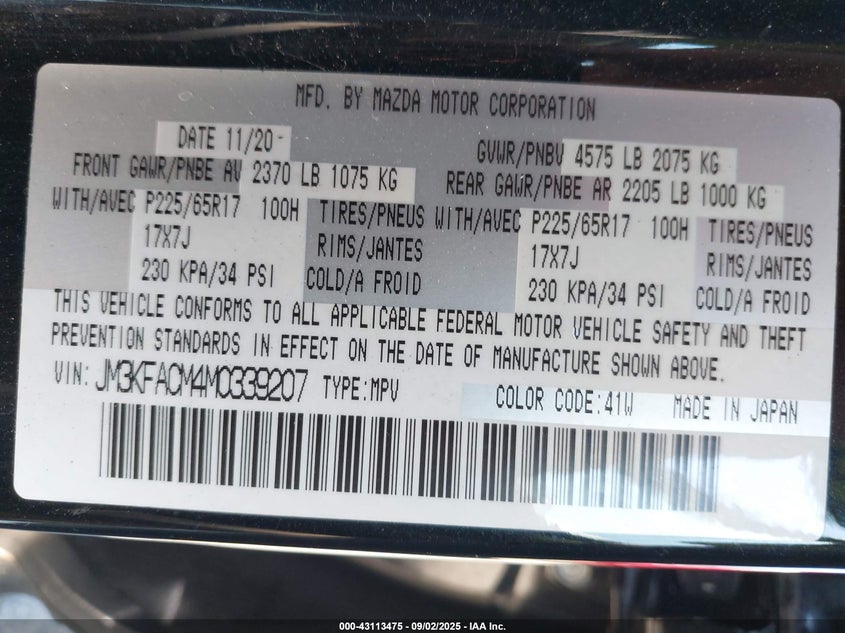 MFD. BY MAZDA MOTOR CORPORATION
DATE 11/20 GVWR/PNBV 4575 LB 2075 KG
FRONT GAWR/PNBE AV 2370 LB 1075 KG REAR GAWR/PNBE AR 2205 LB 1000 KG
WITH/AVEC P225/65R17 100H TIRES/PNEUS WITH/AVEC P225/65R17 100H TIRES/PNEUS
17X7J RIMS/JANTES 17X7J RIMS/JANTES
230 KPA/34 PSI COLD/A FROID 230 KPA/34 PSI COLD/A FROID
THIS VEHICLE CONFORMS TO ALL APPLICABLE FEDERAL MOTOR VEHICLE SAFETY AND THEFT
PREVENTION STANDARDS IN EFFECT ON THE DATE OF MANUFACTURE SHOWN ABOVE.
VIN: JM3KFACM4M0339207 TYPE:MPV COLOR CODE:41W MADE IN JAPAN
000-43113475 - 09/02/2025 - IAA Inc.